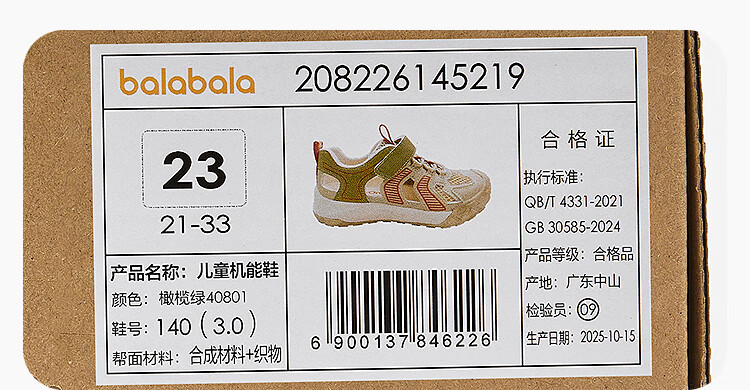 balabala 208226145219
23
21-33
产品名称：儿童机能鞋
颜色：橄榄绿40801
鞋号：140（3.0）
帮面材料：合成材料+织物
6 900137 846226
合格证
执行标准：
QB/T 4331-2021
GB 30585-2024
产品等级：合格品
产地：广东中山
检验员：09
生产日期：2025-10-15